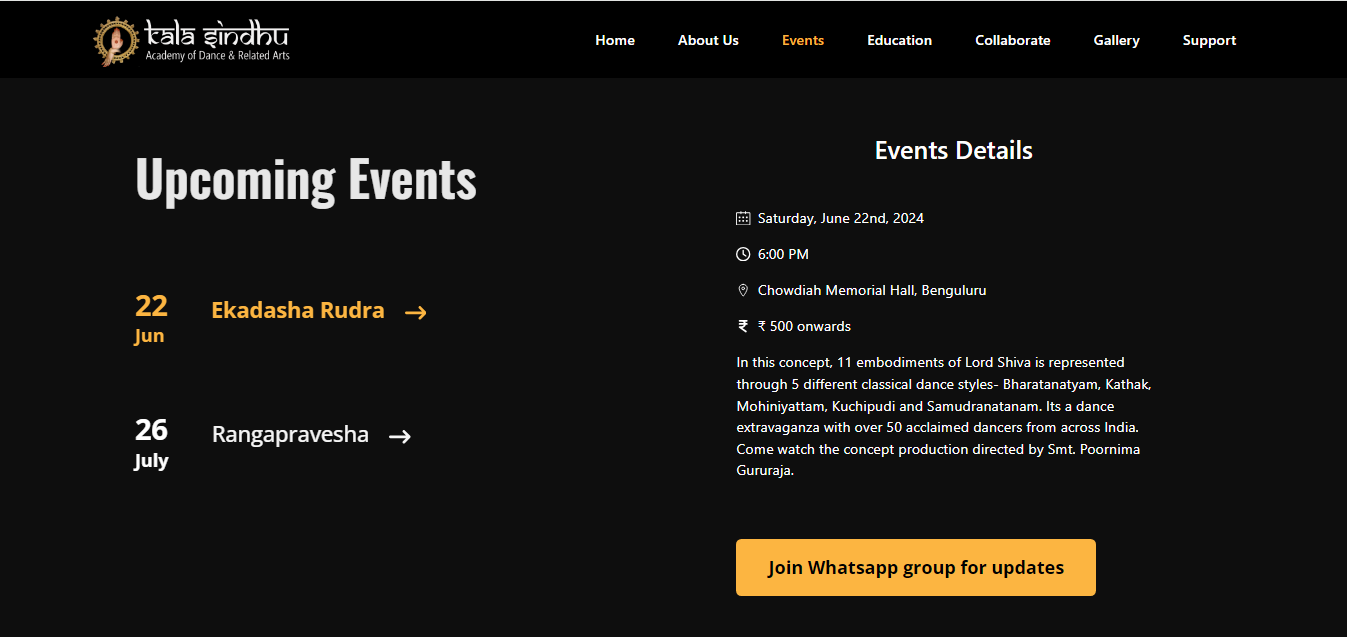 kala sindhu
Academy of Dance & Related Arts
Home About Us Events Education Collaborate Gallery Support
Upcoming Events
22
Jun
Ekadasha Rudra →
26
July
Rangapravesha →
Events Details
Saturday, June 22nd, 2024
6:00 PM
Chowdiah Memorial Hall, Benguluru
₹ ₹ 500 onwards
In this concept, 11 embodiments of Lord Shiva is represented
through 5 different classical dance styles- Bharatanatyam, Kathak,
Mohiniyattam, Kuchipudi and Samudranatanam. Its a dance
extravaganza with over 50 acclaimed dancers from across India.
Come watch the concept production directed by Smt. Poornima
Gururaja.
Join Whatsapp group for updates